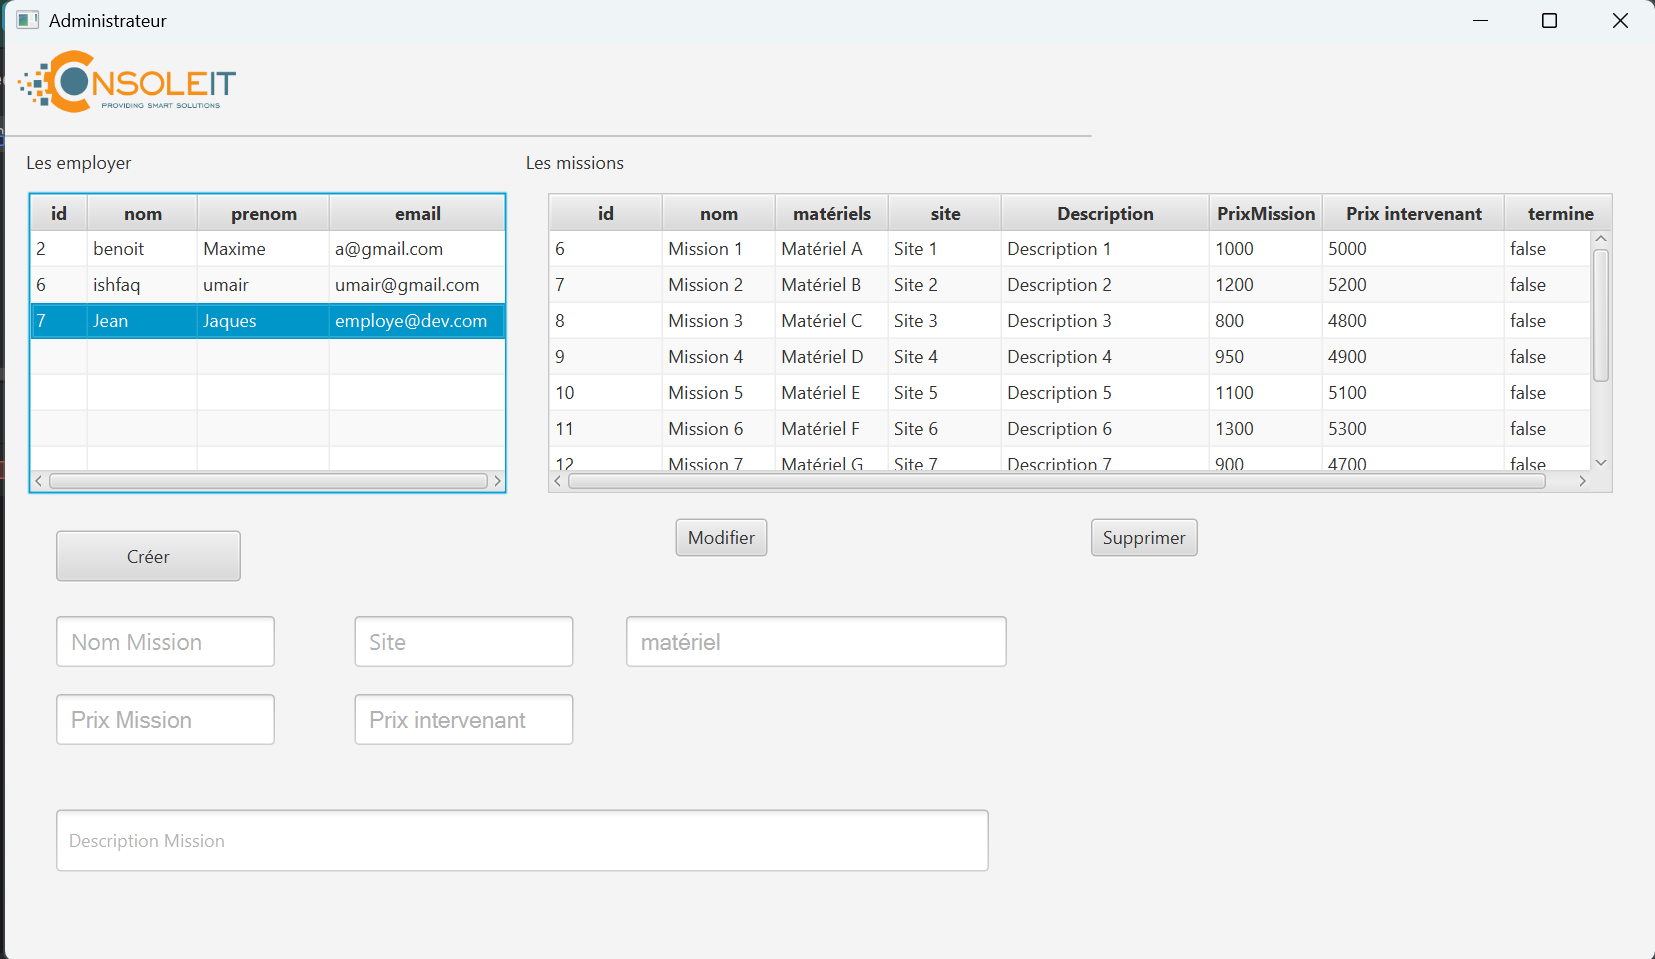 Administrateur
CONSOLEIT
PROVIDING SMART SOLUTIONS
Les employer
Les missions
id nom prenom email
2 benoit Maxime a@gmail.com
6 ishfaq umair umair@gmail.com
7 Jean Jaques employe@dev.com
id nom matériels site Description PrixMission Prix intervenant termine
6 Mission 1 Matériel A Site 1 Description 1 1000 5000 false
7 Mission 2 Matériel B Site 2 Description 2 1200 5200 false
8 Mission 3 Matériel C Site 3 Description 3 800 4800 false
9 Mission 4 Matériel D Site 4 Description 4 950 4900 false
10 Mission 5 Matériel E Site 5 Description 5 1100 5100 false
11 Mission 6 Matériel F Site 6 Description 6 1300 5300 false
12 Mission 7 Matériel G Site 7 Description 7 900 4700 false
Créer
Modifier
Supprimer
Nom Mission Site matériel
Prix Mission Prix intervenant
Description Mission